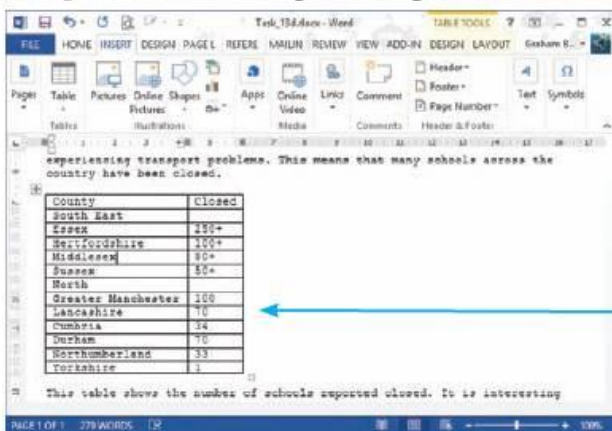 Task_13d.docx - Word
TABLE TOOLS
FILE HOME INSERT DESIGN PAGE L REFERE MAILIN REVIEW VIEW ADD-IN DESIGN LAYOUT Graham B...
Pages Table Pictures Online Pictures Shapes Apps Online Video Links Comment Header Footer Page Number Text Symbols
Tables Illustrations Media Comments Header & Footer
experiensing transport problems. This means that many schools across the
country have been closed.
County Closed
South East
Essex 250+
Hertfordshire 100+
Middlesex 80+
Sussex 50+
North
Greater Manchester 100
Lancashire 70
Cumbria 34
Durham 70
Northumberland 33
Yorkshire 1
This table shows the number of schools reported closed. It is interesting
PAGE 1 OF 1 279 WORDS 100%